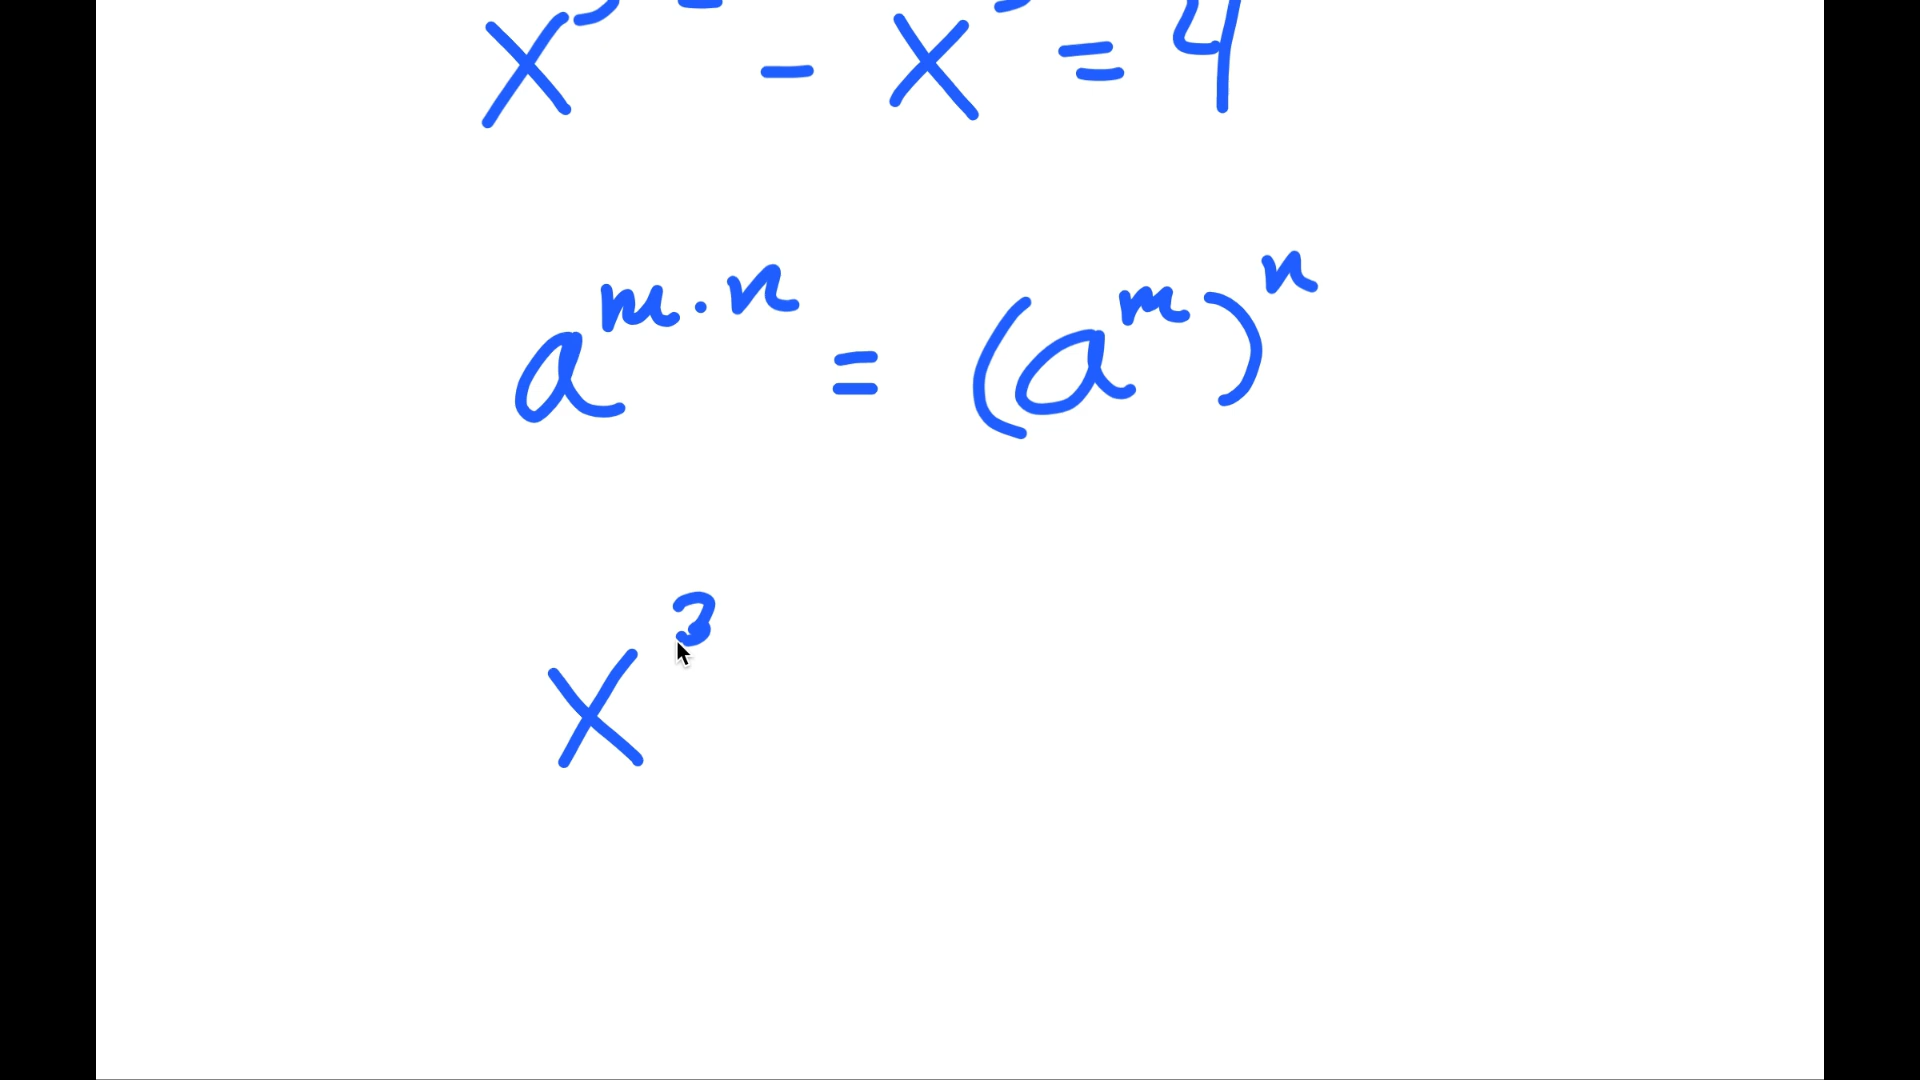 x - x = 4
a^{m·n} = (a^m)^n
x^3